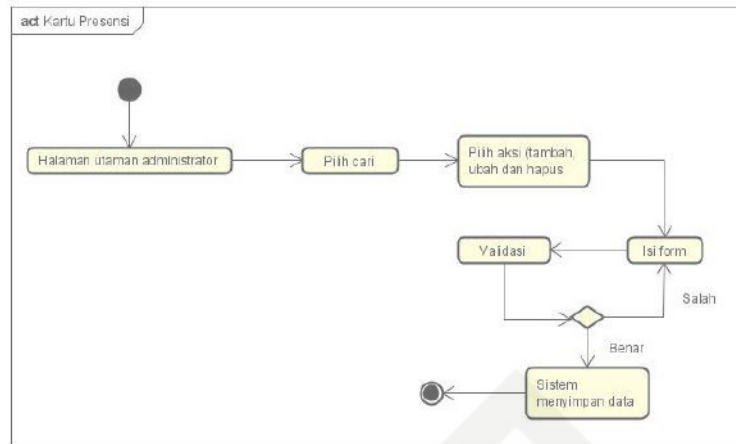 act Kartu Presensi
Halaman utaman administrator
Pilih cari
Pilih aksi (tambah,
ubah dan hapus
Validasi
Isi form
Salah
Benar
Sistem
menyimpan data